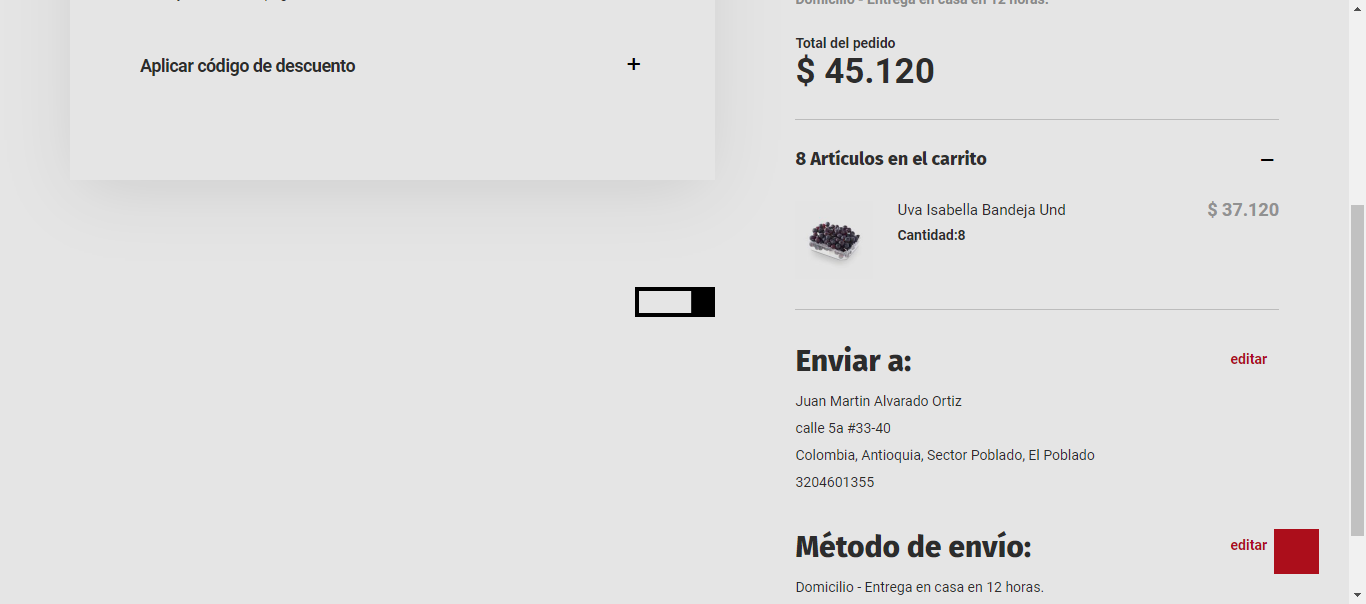 Domicilio - Entrega en casa en 12 horas.
Aplicar código de descuento +
Total del pedido
$ 45.120
8 Artículos en el carrito −
Uva Isabella Bandeja Und $ 37.120
Cantidad:8
Enviar a: editar
Juan Martin Alvarado Ortiz
calle 5a #33-40
Colombia, Antioquia, Sector Poblado, El Poblado
3204601355
Método de envío: editar
Domicilio - Entrega en casa en 12 horas.